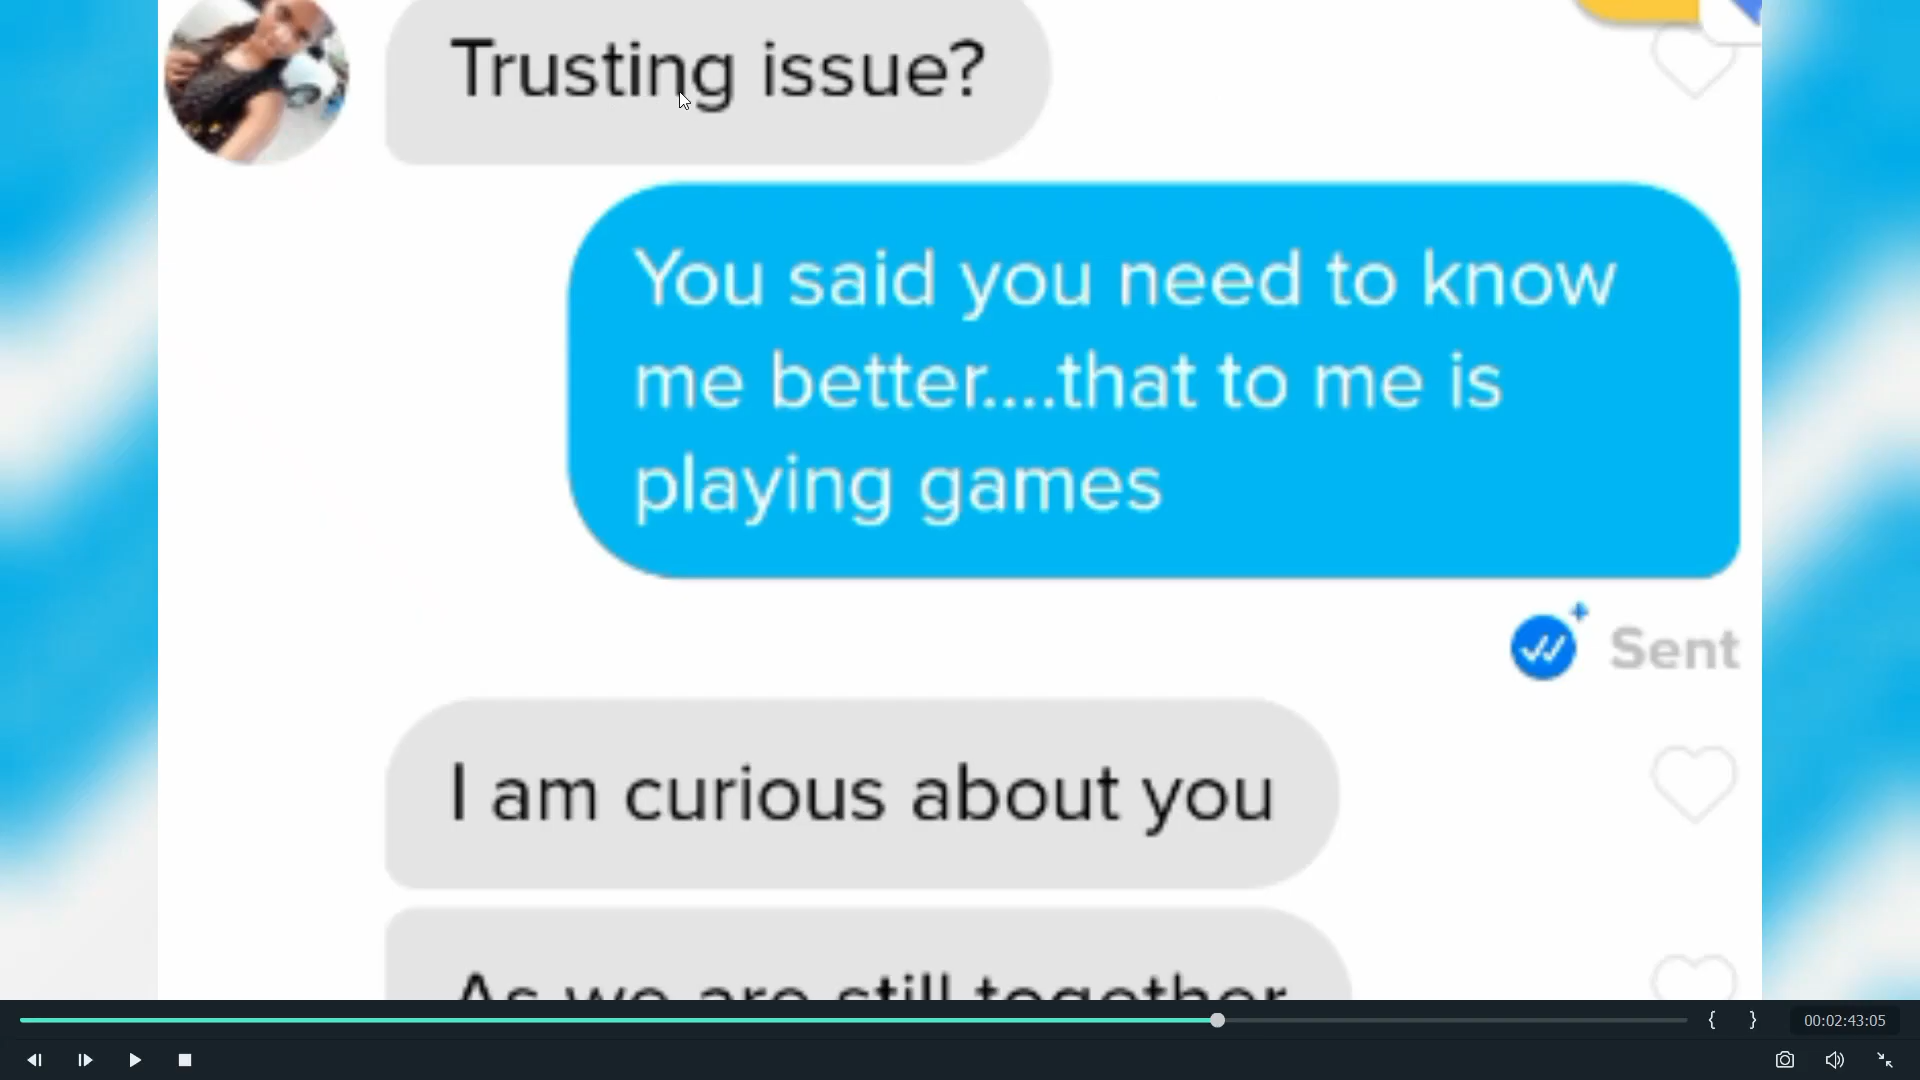 Trusting issue?
You said you need to know
me better....that to me is
playing games
Sent
I am curious about you
As we are still together
{ }
00:02:43:05